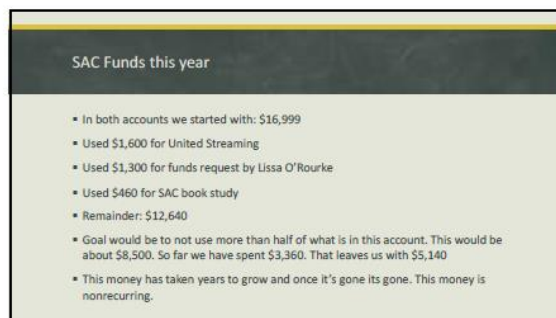 SAC Funds this year
▪ In both accounts we started with: $16,999
▪ Used $1,600 for United Streaming
▪ Used $1,300 for funds request by Lissa O'Rourke
▪ Used $460 for SAC book study
▪ Remainder: $12,640
▪ Goal would be to not use more than half of what is in this account. This would be
about $8,500. So far we have spent $3,360. That leaves us with $5,140
▪ This money has taken years to grow and once it's gone its gone. This money is
nonrecurring.